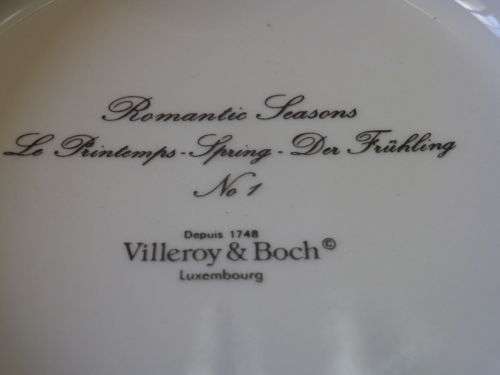 Romantic Seasons
Le Printemps - Spring - Der Frühling
No 1
Depuis 1748
Villeroy & Boch©
Luxembourg